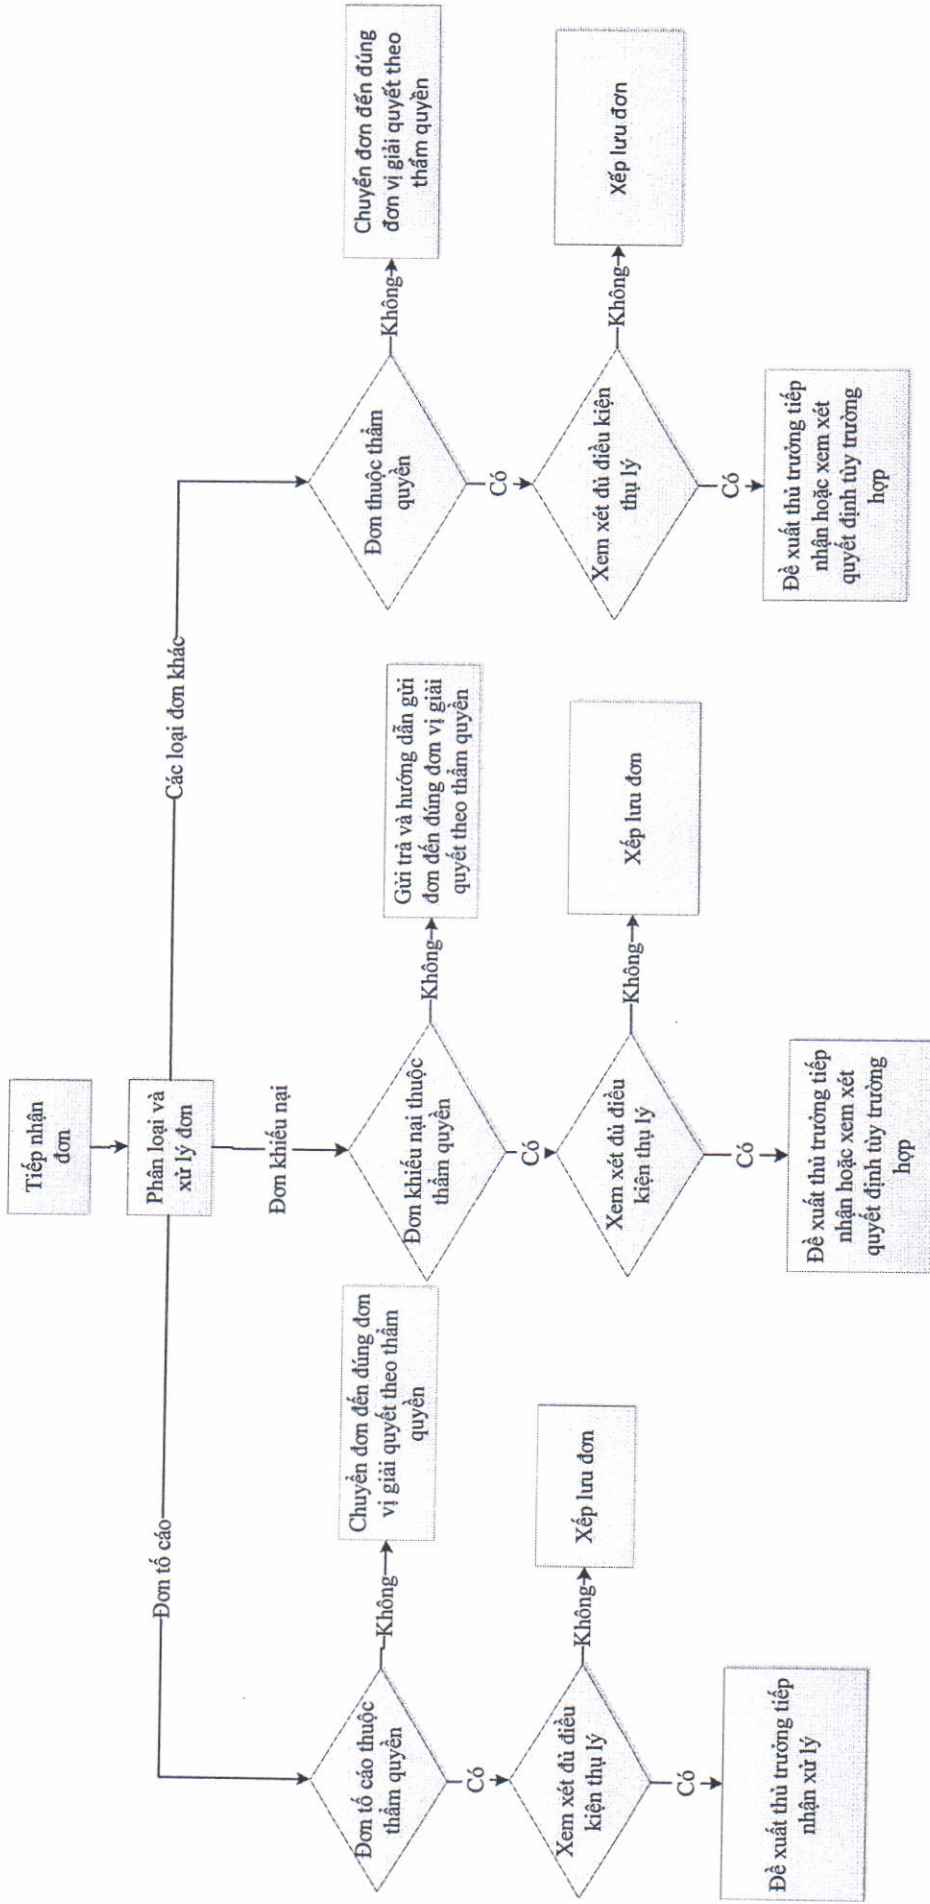 Tiếp nhận
đơn
Phân loại và
xử lý đơn
Đơn tố cáo
Đơn khiếu nại
Các loại đơn khác
Đơn tố cáo thuộc
thẩm quyền
Không
Chuyển đơn đến đúng đơn
vị giải quyết theo thẩm
quyền
Có
Xem xét đủ điều
kiện thụ lý
Không
Xếp lưu đơn
Có
Đề xuất thủ trưởng tiếp
nhận xử lý
Đơn khiếu nại thuộc
thẩm quyền
Không
Gửi trả và hướng dẫn gửi
đơn đến đúng đơn vị giải
quyết theo thẩm quyền
Có
Xem xét đủ điều
kiện thụ lý
Không
Xếp lưu đơn
Có
Đề xuất thủ trưởng tiếp
nhận hoặc xem xét
quyết định tùy trường
hợp
Đơn thuộc thẩm
quyền
Không
Chuyển đơn đến đúng
đơn vị giải quyết theo
thẩm quyền
Có
Xem xét đủ điều kiện
thụ lý
Không
Xếp lưu đơn
Có
Đề xuất thủ trưởng tiếp
nhận hoặc xem xét
quyết định tùy trường
hợp